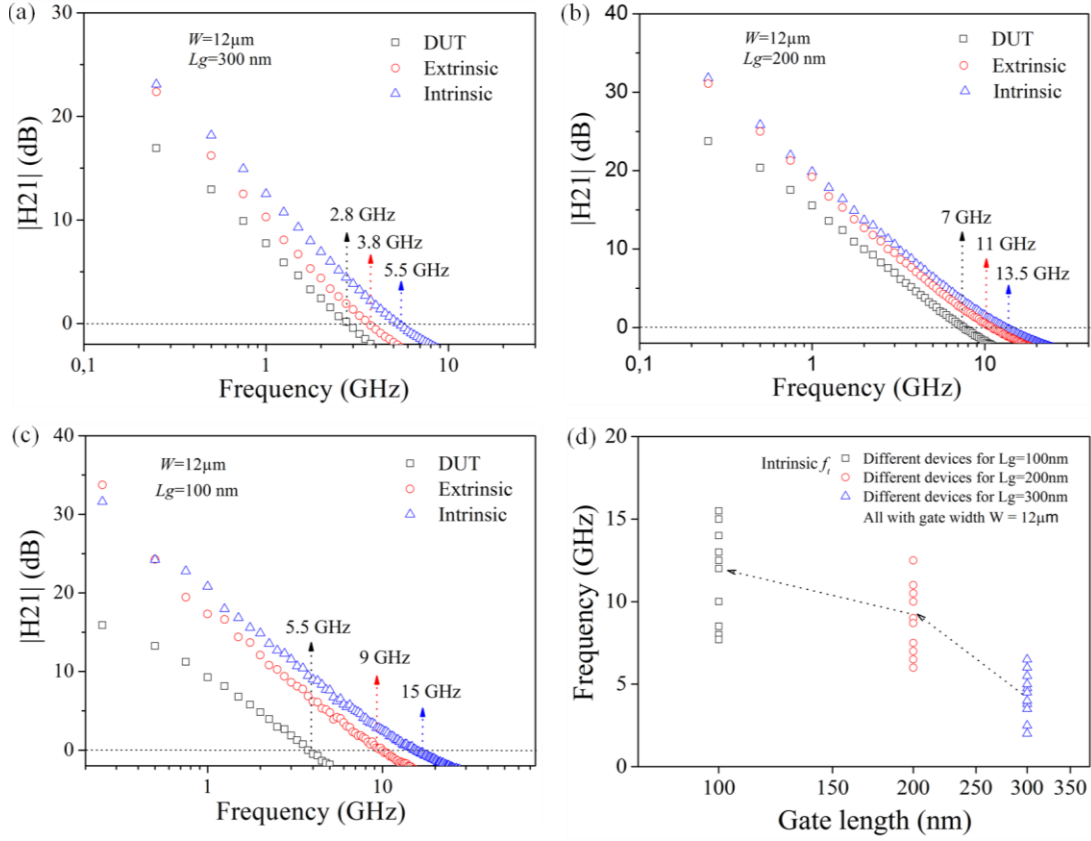 (a)
30
20
10
0
|H21| (dB)
W=12μm
Lg=300 nm
DUT
Extrinsic
Intrinsic
2.8 GHz
3.8 GHz
5.5 GHz
0,1
1
10
Frequency (GHz)
(b)
40
30
20
10
0
|H21| (dB)
W=12μm
Lg=200 nm
DUT
Extrinsic
Intrinsic
7 GHz
11 GHz
13.5 GHz
0,1
1
10
Frequency (GHz)
(c)
40
30
20
10
0
|H21| (dB)
W=12μm
Lg=100 nm
DUT
Extrinsic
Intrinsic
5.5 GHz
9 GHz
15 GHz
1
10
Frequency (GHz)
(d)
20
15
10
5
0
Frequency (GHz)
Intrinsic ft Different devices for Lg=100nm
Different devices for Lg=200nm
Different devices for Lg=300nm
All with gate width W = 12μm
100
150
200
250
300
350
Gate length (nm)